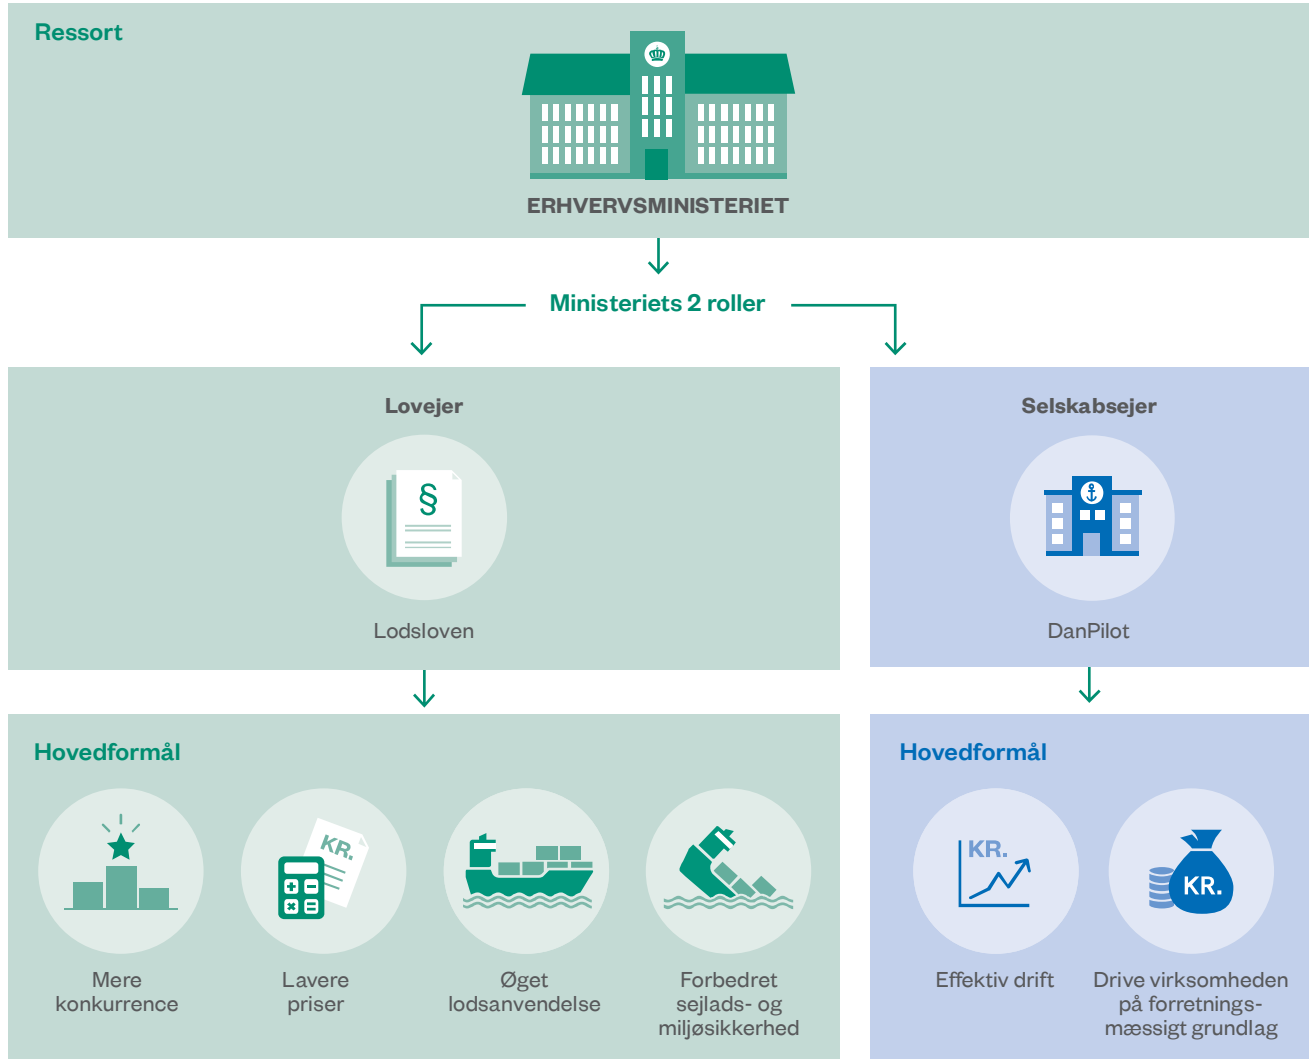 Ressort
ERHVERVSMINISTERIET
Ministeriets 2 roller
Lovejer
§
Lodsloven
Selskabsejer
DanPilot
Hovedformål
KR.
Mere
konkurrence
Lavere
priser
Øget
lodsanvendelse
Forbedret
sejlads- og
miljøsikkerhed
Hovedformål
KR.
KR.
Effektiv drift
Drive virksomheden
på forretnings-
mæssigt grundlag